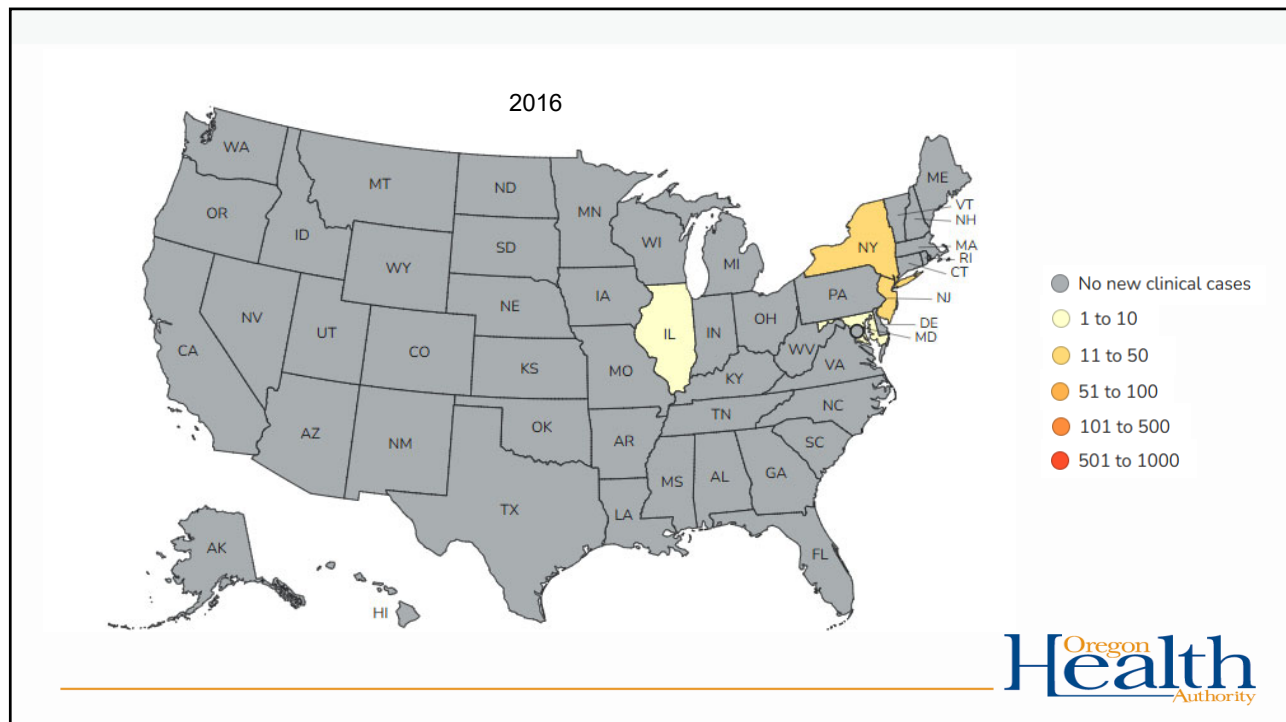 2016
WA
MT
ND
MN
ME
VT
NH
OR
ID
SD
WI
NY
MA
RI
CT
WY
MI
IA
NE
PA
NJ
No new clinical cases
NV
UT
CO
IL
IN
OH
DE
MD
1 to 10
CA
KS
MO
WV
VA
KY
11 to 50
51 to 100
AZ
NM
OK
AR
TN
NC
SC
101 to 500
501 to 1000
TX
LA
MS
AL
GA
FL
AK
HI
Oregon
Health
Authority